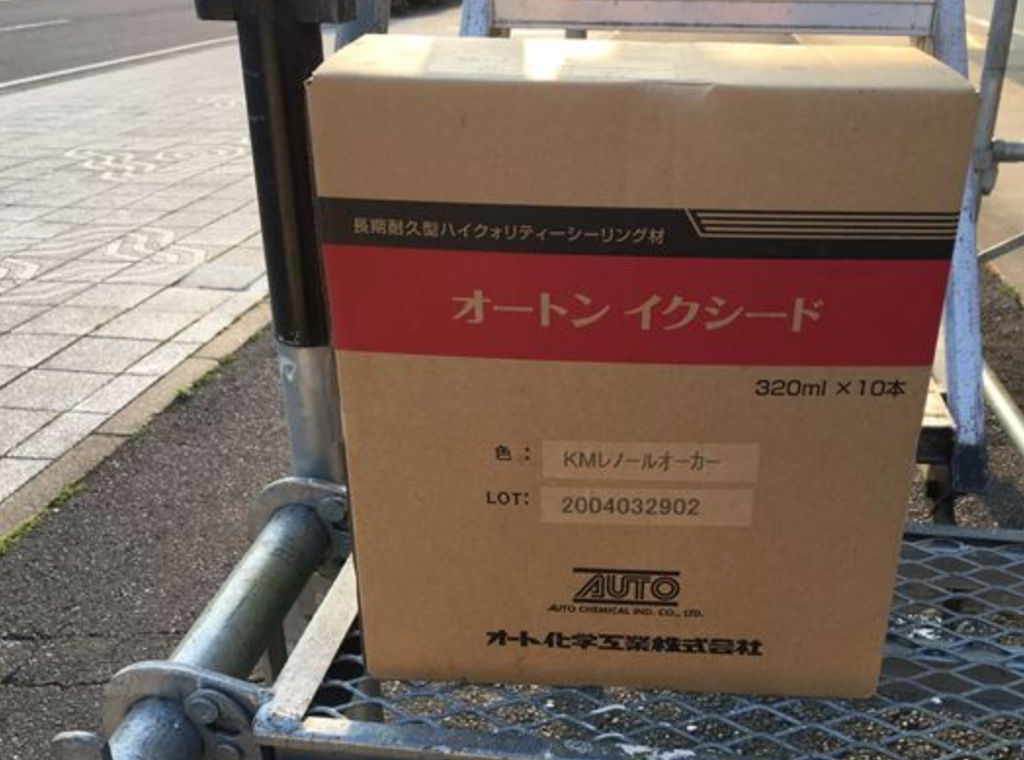 長期耐久型ハイクォリティーシーリング材
オートン イクシード
320ml ×10本
色： KMレノールオーカー
LOT: 2004032902
AUTO
AUTO CHEMICAL IND. CO., LTD.
オート化学工業株式会社